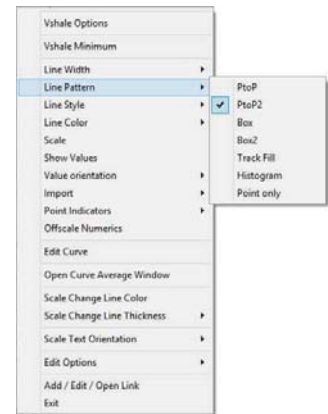 Vshale Options
Vshale Minimum
Line Width
Line Pattern
Line Style
Line Color
Scale
Show Values
Value orientation
Import
Point Indicators
Offscale Numerics
Edit Curve
Open Curve Average Window
Scale Change Line Color
Scale Change Line Thickness
Scale Text Orientation
Edit Options
Add / Edit / Open Link
Exit
PtoP
PtoP2
Box
Box2
Track Fill
Histogram
Point only